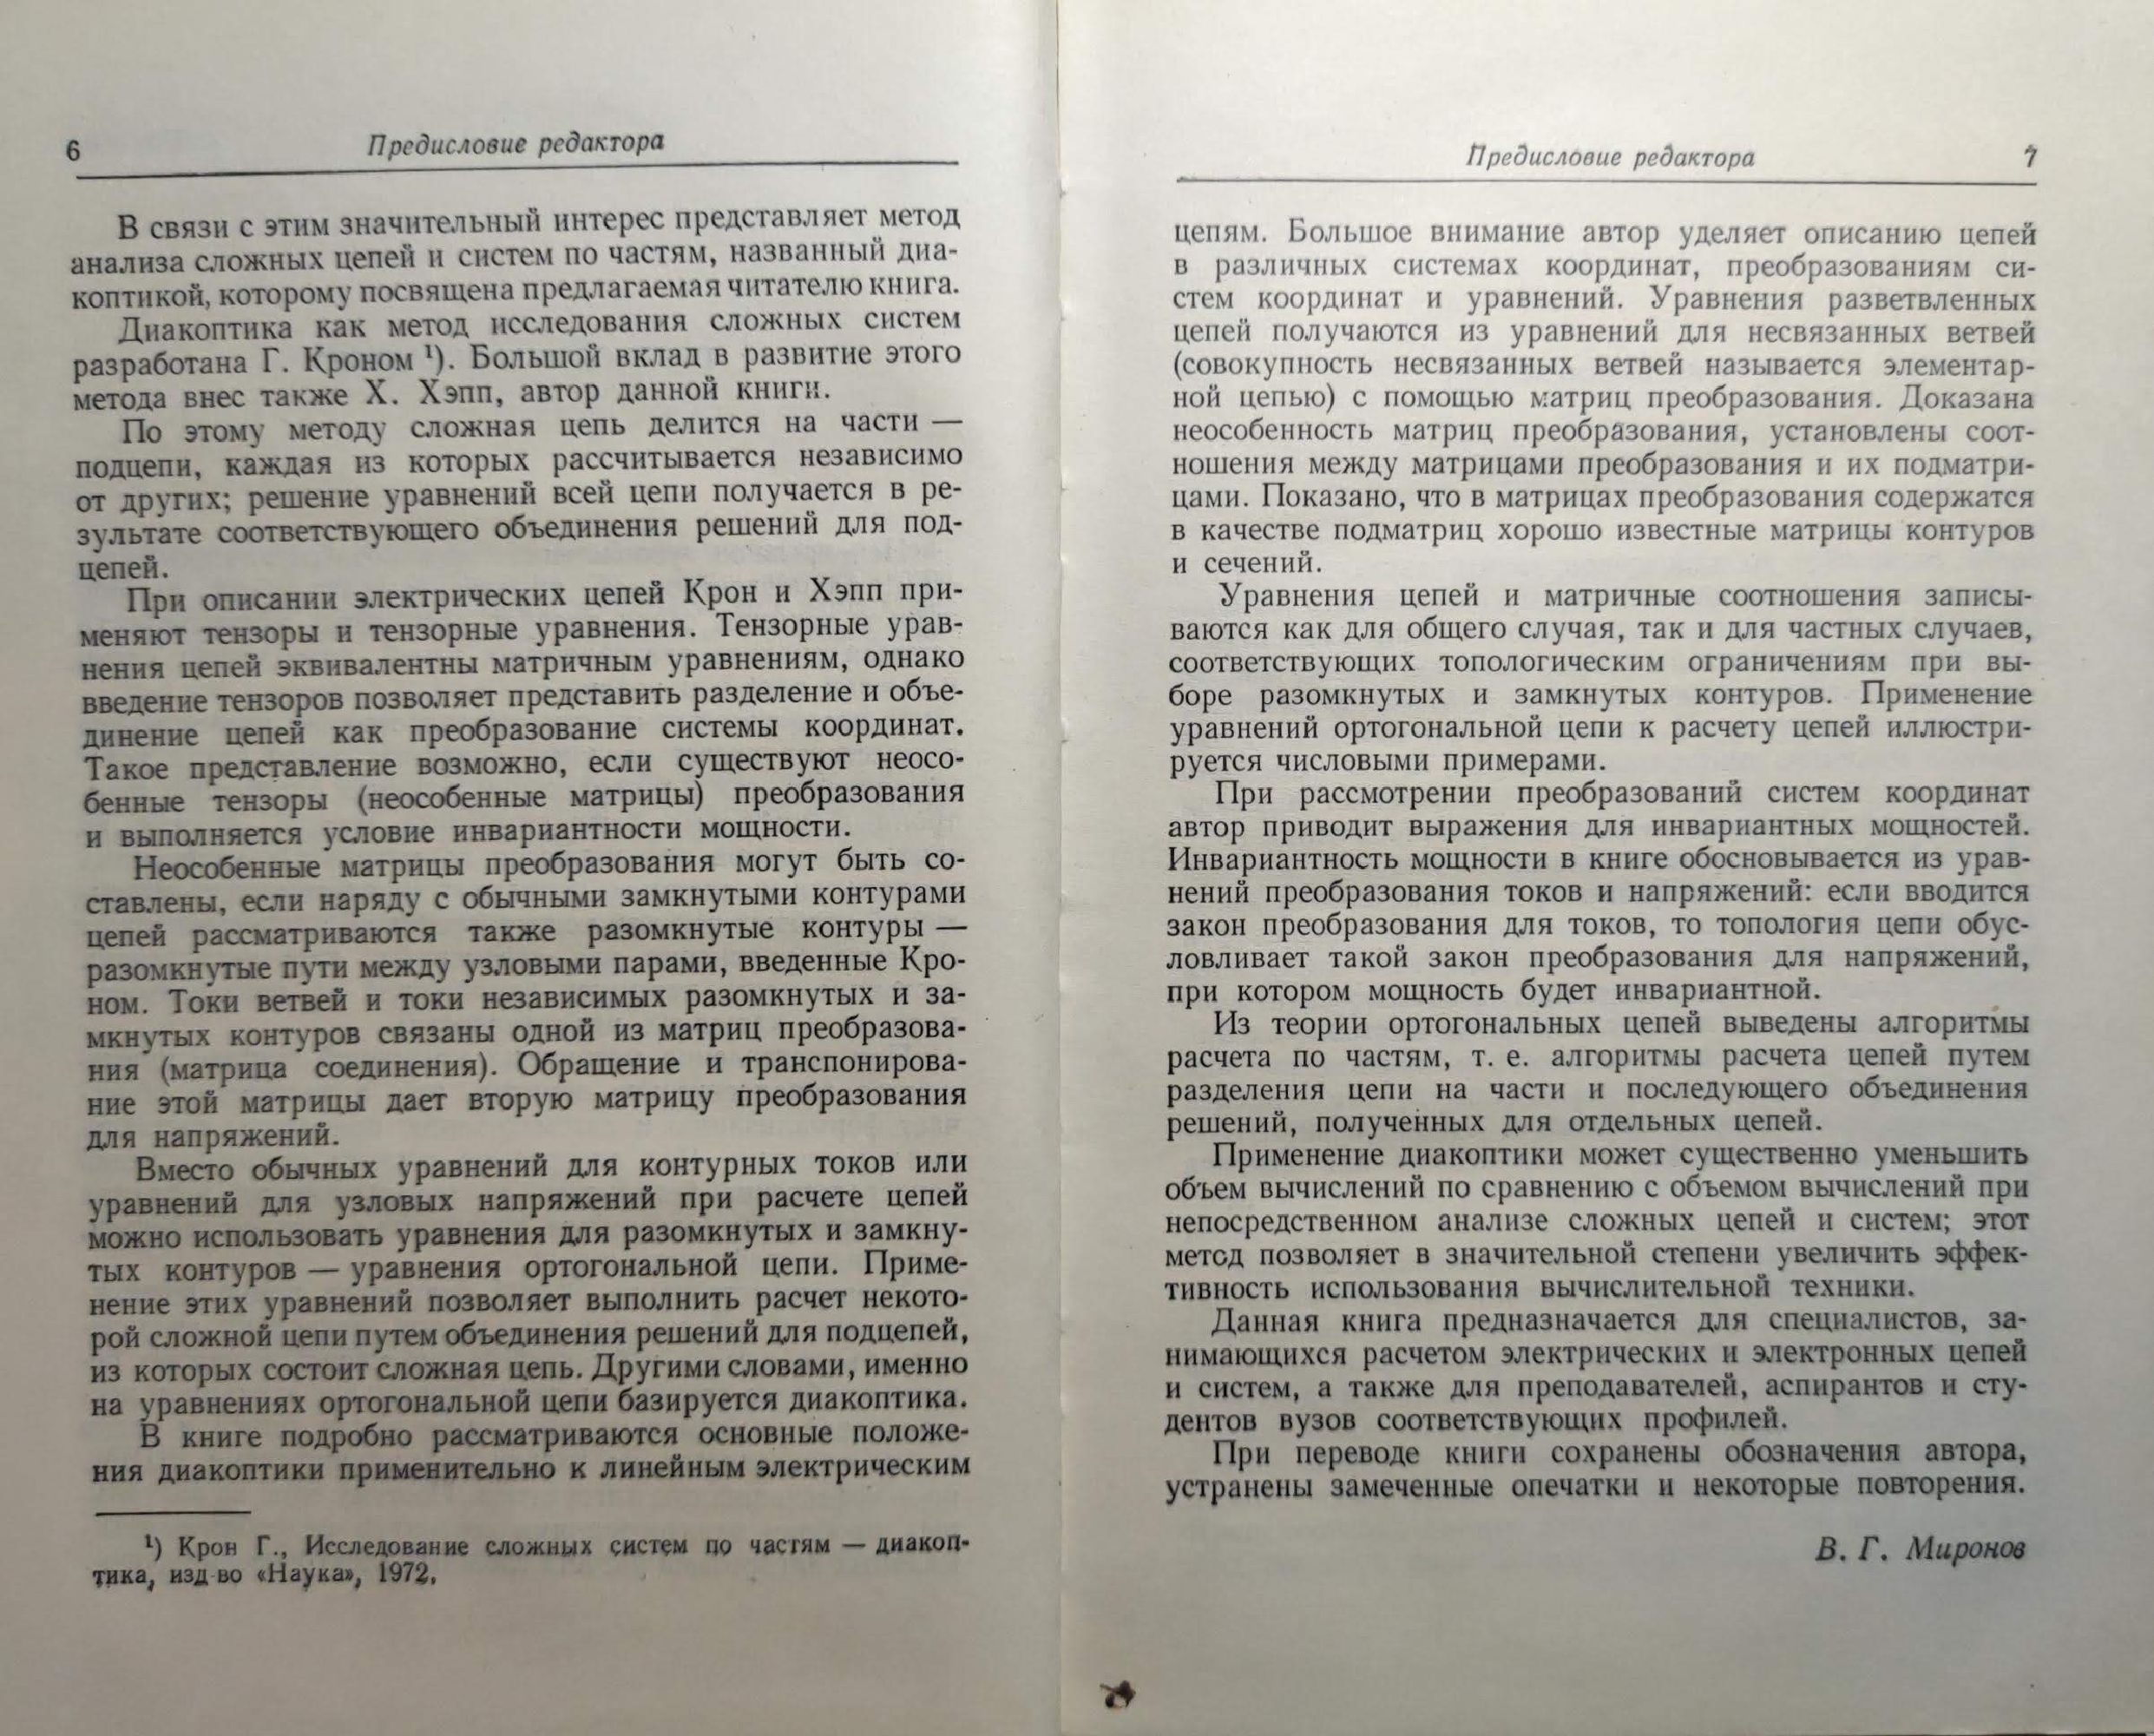 6
Предисловие редактора
В связи с этим значительный интерес представляет метод
анализа сложных цепей и систем по частям, названный диа-
коптикой, которому посвящена предлагаемая читателю книга.
Диакоптика как метод исследования сложных систем
разработана Г. Кроном ¹). Большой вклад в развитие этого
метода внес также Х. Хэпп, автор данной книги.
По этому методу сложная цепь делится на части —
подцепи, каждая из которых рассчитывается независимо
от других; решение уравнений всей цепи получается в ре-
зультате соответствующего объединения решений для под-
цепей.
При описании электрических цепей Крон и Хэпп при-
меняют тензоры и тензорные уравнения. Тензорные урав-
нения цепей эквивалентны матричным уравнениям, однако
введение тензоров позволяет представить разделение и объе-
динение цепей как преобразование системы координат.
Такое представление возможно, если существуют неосо-
бенные тензоры (неособенные матрицы) преобразования
и выполняется условие инвариантности мощности.
Неособенные матрицы преобразования могут быть со-
ставлены, если наряду с обычными замкнутыми контурами
цепей рассматриваются также разомкнутые контуры —
разомкнутые пути между узловыми парами, введенные Кро-
ном. Токи ветвей и токи независимых разомкнутых и за-
мкнутых контуров связаны одной из матриц преобразова-
ния (матрица соединения). Обращение и транспонирова-
ние этой матрицы дает вторую матрицу преобразования
для напряжений.
Вместо обычных уравнений для контурных токов или
уравнений для узловых напряжений при расчете цепей
можно использовать уравнения для разомкнутых и замкну-
тых контуров — уравнения ортогональной цепи. Приме-
нение этих уравнений позволяет выполнить расчет некото-
рой сложной цепи путем объединения решений для подцепей,
из которых состоит сложная цепь. Другими словами, именно
на уравнениях ортогональной цепи базируется диакоптика.
В книге подробно рассматриваются основные положе-
ния диакоптики применительно к линейным электрическим
¹) Крон Г., Исследование сложных систем по частям — диакоп-
тика, изд-во «Наука», 1972.
Предисловие редактора
7
цепям. Большое внимание автор уделяет описанию цепей
в различных системах координат, преобразованиям си-
стем координат и уравнений. Уравнения разветвленных
цепей получаются из уравнений для несвязанных ветвей
(совокупность несвязанных ветвей называется элементар-
ной цепью) с помощью матриц преобразования. Доказана
неособенность матриц преобразования, установлены соот-
ношения между матрицами преобразования и их подматри-
цами. Показано, что в матрицах преобразования содержатся
в качестве подматриц хорошо известные матрицы контуров
и сечений.
Уравнения цепей и матричные соотношения записы-
ваются как для общего случая, так и для частных случаев,
соответствующих топологическим ограничениям при вы-
боре разомкнутых и замкнутых контуров. Применение
уравнений ортогональной цепи к расчету цепей иллюстри-
руется числовыми примерами.
При рассмотрении преобразований систем координат
автор приводит выражения для инвариантных мощностей.
Инвариантность мощности в книге обосновывается из урав-
нений преобразования токов и напряжений: если вводится
закон преобразования для токов, то топология цепи обус-
ловливает такой закон преобразования для напряжений,
при котором мощность будет инвариантной.
Из теории ортогональных цепей выведены алгоритмы
расчета по частям, т. е. алгоритмы расчета цепей путем
разделения цепи на части и последующего объединения
решений, полученных для отдельных цепей.
Применение диакоптики может существенно уменьшить
объем вычислений по сравнению с объемом вычислений при
непосредственном анализе сложных цепей и систем; этот
метод позволяет в значительной степени увеличить эффек-
тивность использования вычислительной техники.
Данная книга предназначается для специалистов, за-
нимающихся расчетом электрических и электронных цепей
и систем, а также для преподавателей, аспирантов и сту-
дентов вузов соответствующих профилей.
При переводе книги сохранены обозначения автора,
устранены замеченные опечатки и некоторые повторения.
В. Г. Миронов